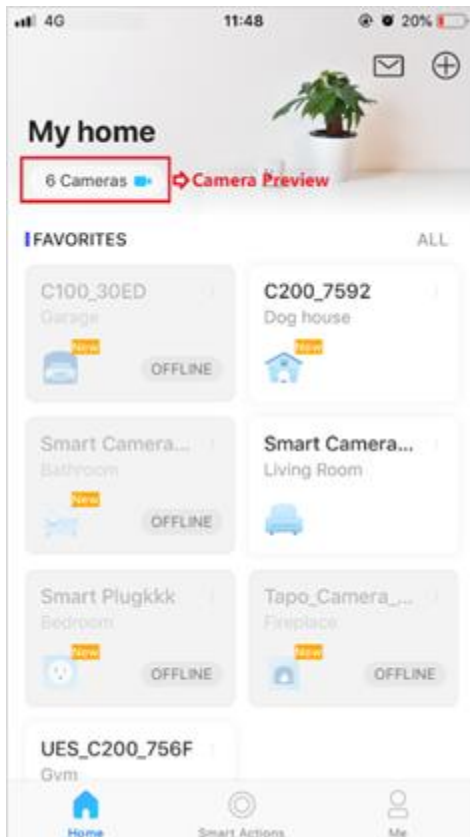 4G 11:48 20%
My home
6 Cameras Camera Preview
FAVORITES ALL
C100_30ED C200_7592
Garage Dog house
New New
OFFLINE
Smart Camera... Smart Camera...
Bathroom Living Room
New
OFFLINE
Smart Plugkkk Tapo_Camera_...
Bedroom Fireplace
New New
OFFLINE OFFLINE
UES_C200_756F
Gym
Home Smart Actions Me